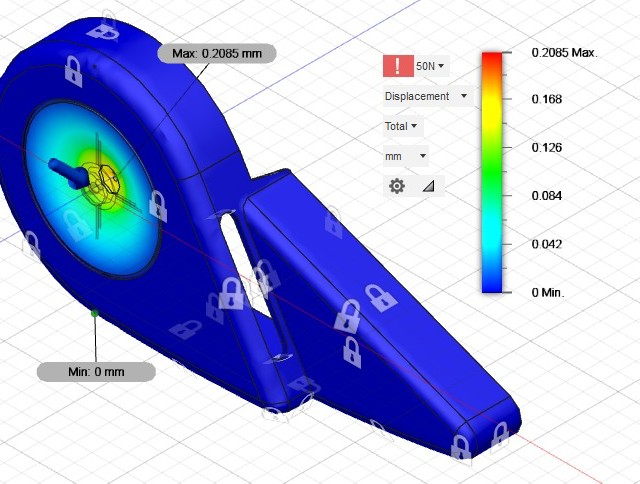 Max: 0.2085 mm
! 50N
Displacement
Total
mm
0.2085 Max.
0.168
0.126
0.084
0.042
0 Min.
Min: 0 mm